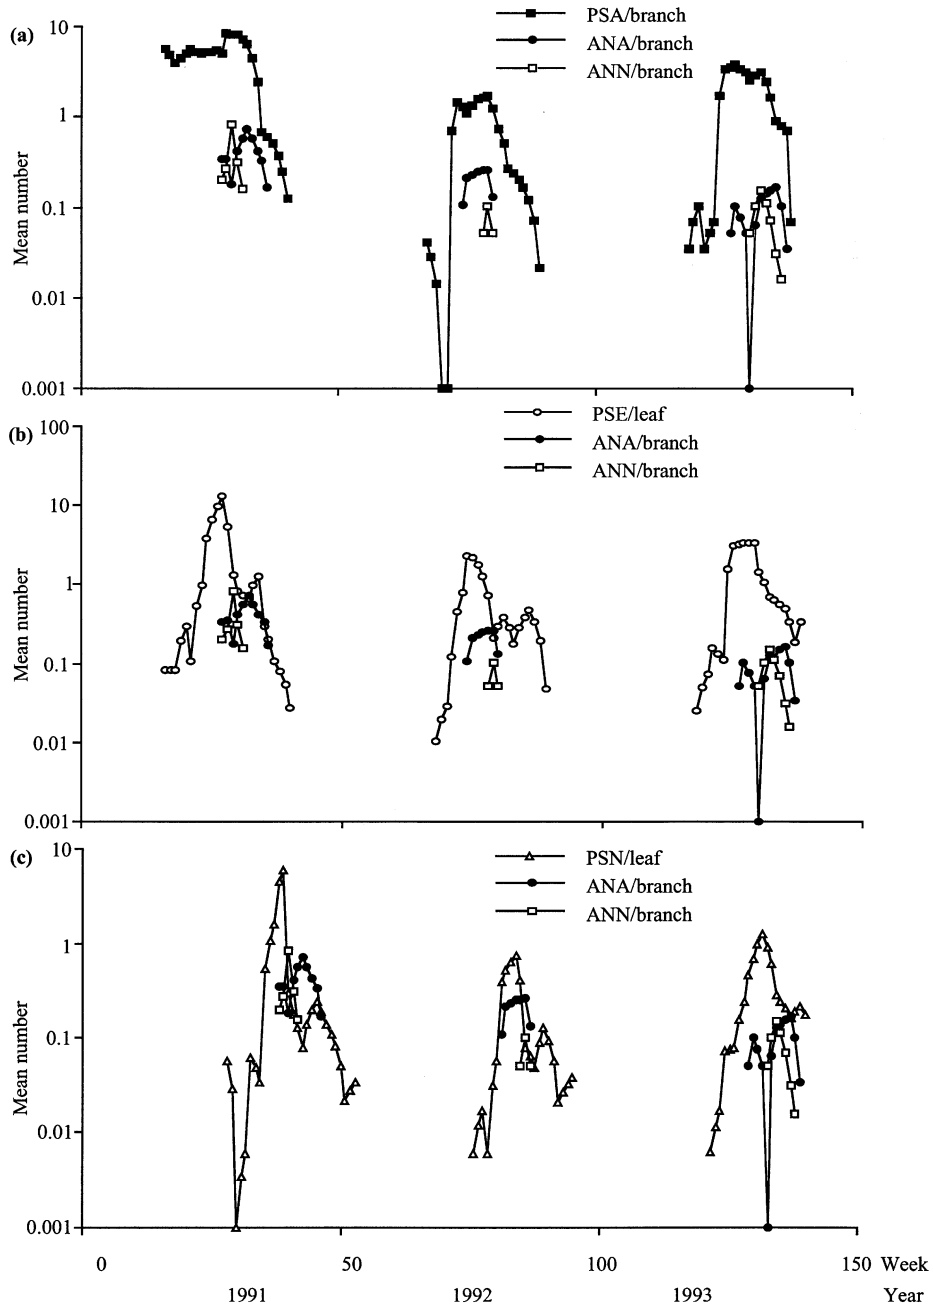 (a)
PSA/branch
ANA/branch
ANN/branch
10
1
0.1
0.01
0.001
Mean number
(b)
PSE/leaf
ANA/branch
ANN/branch
100
10
1
0.1
0.01
0.001
Mean number
(c)
PSN/leaf
ANA/branch
ANN/branch
10
1
0.1
0.01
0.001
Mean number
0 50 100 150 Week
1991 1992 1993 Year